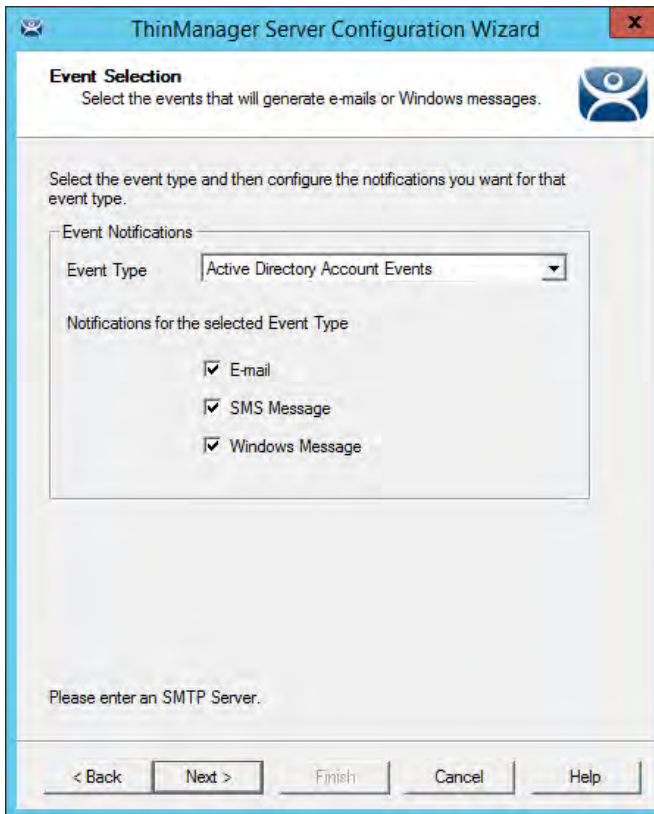 ThinManager Server Configuration Wizard
x
Event Selection
Select the events that will generate e-mails or Windows messages.
Select the event type and then configure the notifications you want for that
event type.
Event Notifications
Event Type
Active Directory Account Events
Notifications for the selected Event Type
E-mail
SMS Message
Windows Message
Please enter an SMTP Server.
< Back
Next >
Finish
Cancel
Help